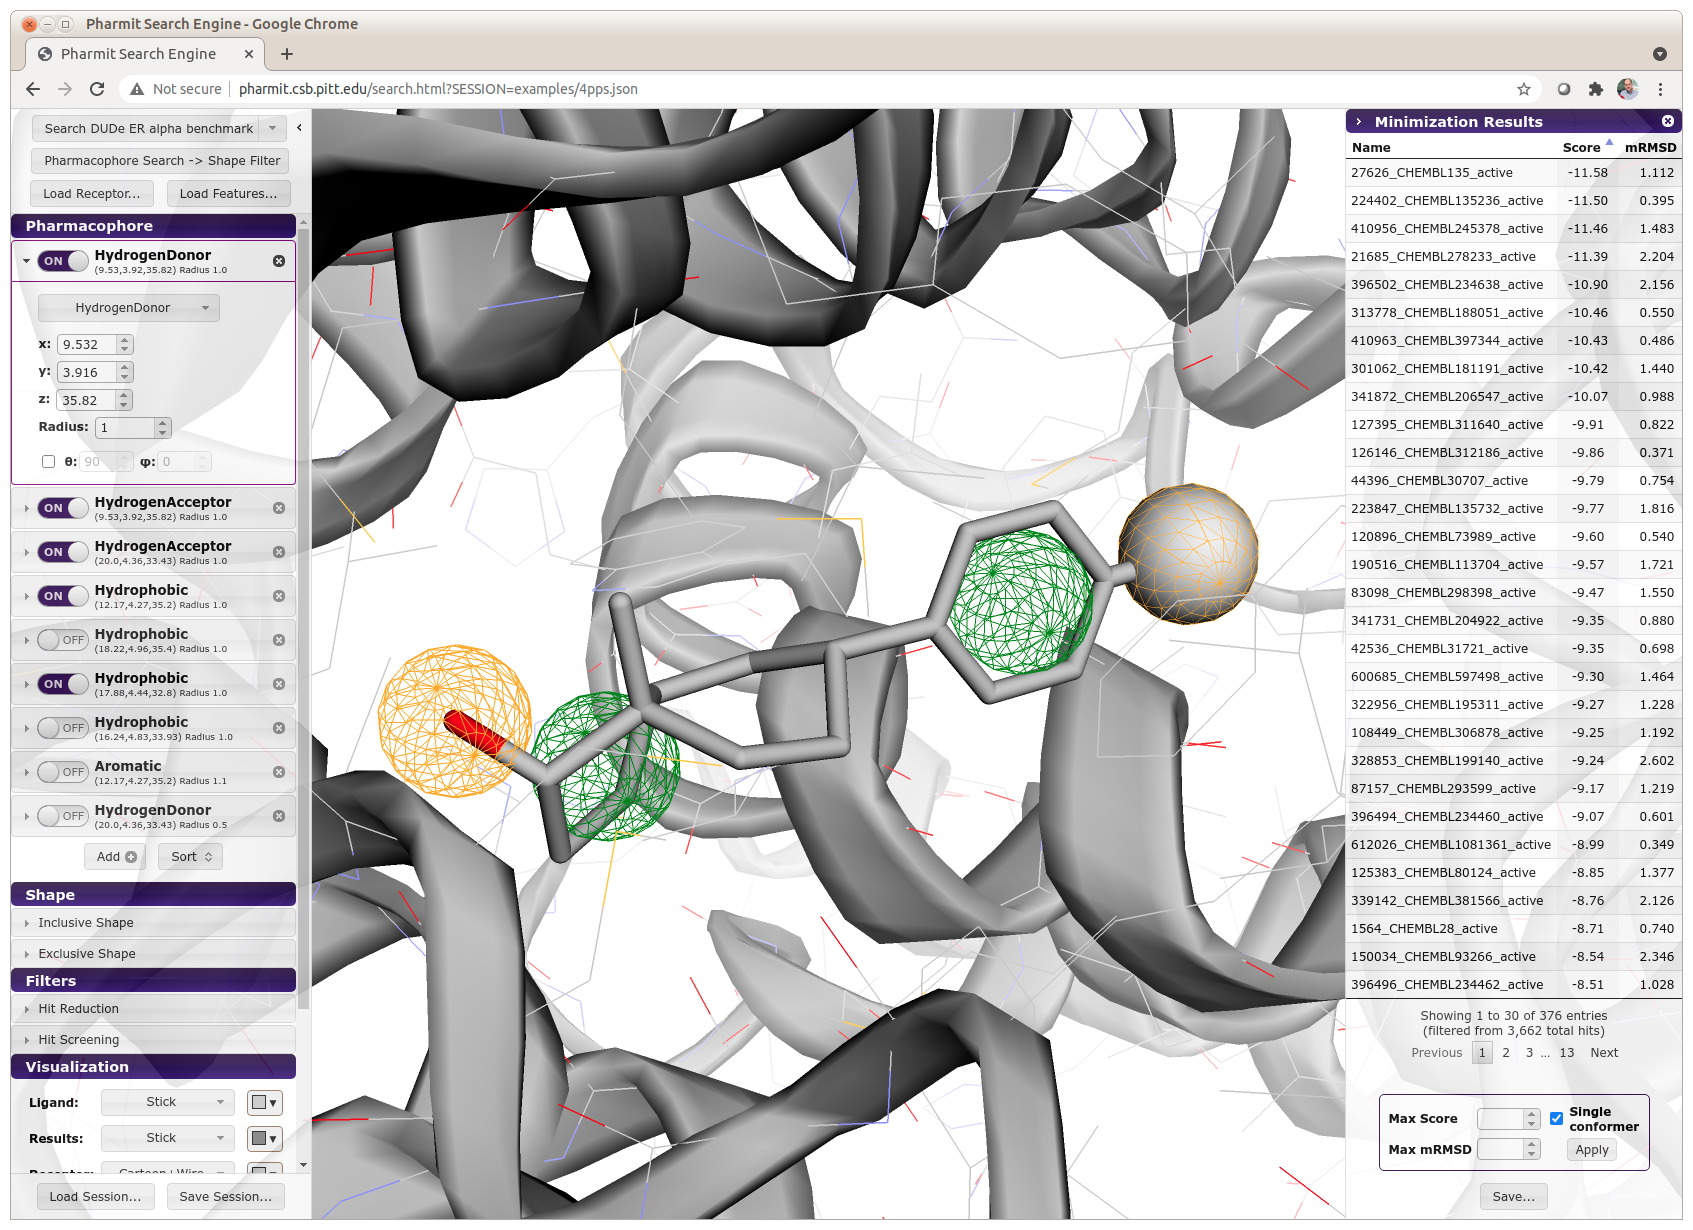 Pharmit Search Engine - Google Chrome
Pharmit Search Engine
Not secure pharmit.csb.pitt.edu/search.html?SESSION=examples/4pps.json
Search DUDe ER alpha benchmark
Pharmacophore Search -> Shape Filter
Load Receptor... Load Features...
Pharmacophore
ON HydrogenDonor
(9.53,3.92,35.82) Radius 1.0
HydrogenDonor
x: 9.532
y: 3.916
z: 35.82
Radius: 1
θ: 90 φ: 0
ON HydrogenAcceptor
(9.53,3.92,35.82) Radius 1.0
ON HydrogenAcceptor
(20.0,4.36,33.43) Radius 1.0
ON Hydrophobic
(12.17,4.27,35.2) Radius 1.0
OFF Hydrophobic
(18.22,4.96,35.4) Radius 1.0
ON Hydrophobic
(17.88,4.44,32.8) Radius 1.0
OFF Hydrophobic
(16.24,4.83,33.93) Radius 1.0
OFF Aromatic
(12.17,4.27,35.2) Radius 1.1
OFF HydrogenDonor
(20.0,4.36,33.43) Radius 0.5
Add Sort
Shape
Inclusive Shape
Exclusive Shape
Filters
Hit Reduction
Hit Screening
Visualization
Ligand: Stick
Results: Stick
Receptor: Cartoon+Wire
Load Session... Save Session...
Minimization Results
Name Score mRMSD
27626_CHEMBL135_active -11.58 1.112
224402_CHEMBL135236_active -11.50 0.395
410956_CHEMBL245378_active -11.46 1.483
21685_CHEMBL278233_active -11.39 2.204
396502_CHEMBL234638_active -10.90 2.156
313778_CHEMBL188051_active -10.46 0.550
410963_CHEMBL397344_active -10.43 0.486
301062_CHEMBL181191_active -10.42 1.440
341872_CHEMBL206547_active -10.07 0.988
127395_CHEMBL311640_active -9.91 0.822
126146_CHEMBL312186_active -9.86 0.371
44396_CHEMBL30707_active -9.79 0.754
223847_CHEMBL135732_active -9.77 1.816
120896_CHEMBL73989_active -9.60 0.540
190516_CHEMBL113704_active -9.57 1.721
83098_CHEMBL298398_active -9.47 1.550
341731_CHEMBL204922_active -9.35 0.880
42536_CHEMBL31721_active -9.35 0.698
600685_CHEMBL597498_active -9.30 1.464
322956_CHEMBL195311_active -9.27 1.228
108449_CHEMBL306878_active -9.25 1.192
328853_CHEMBL199140_active -9.24 2.602
87157_CHEMBL293599_active -9.17 1.219
396494_CHEMBL234460_active -9.07 0.601
612026_CHEMBL1081361_active -8.99 0.349
125383_CHEMBL80124_active -8.85 1.377
339142_CHEMBL381566_active -8.76 2.126
1564_CHEMBL28_active -8.71 0.740
150034_CHEMBL93266_active -8.54 2.346
396496_CHEMBL234462_active -8.51 1.028
Showing 1 to 30 of 376 entries
(filtered from 3,662 total hits)
Previous 1 2 3 ... 13 Next
Max Score Single conformer
Max mRMSD Apply
Save...